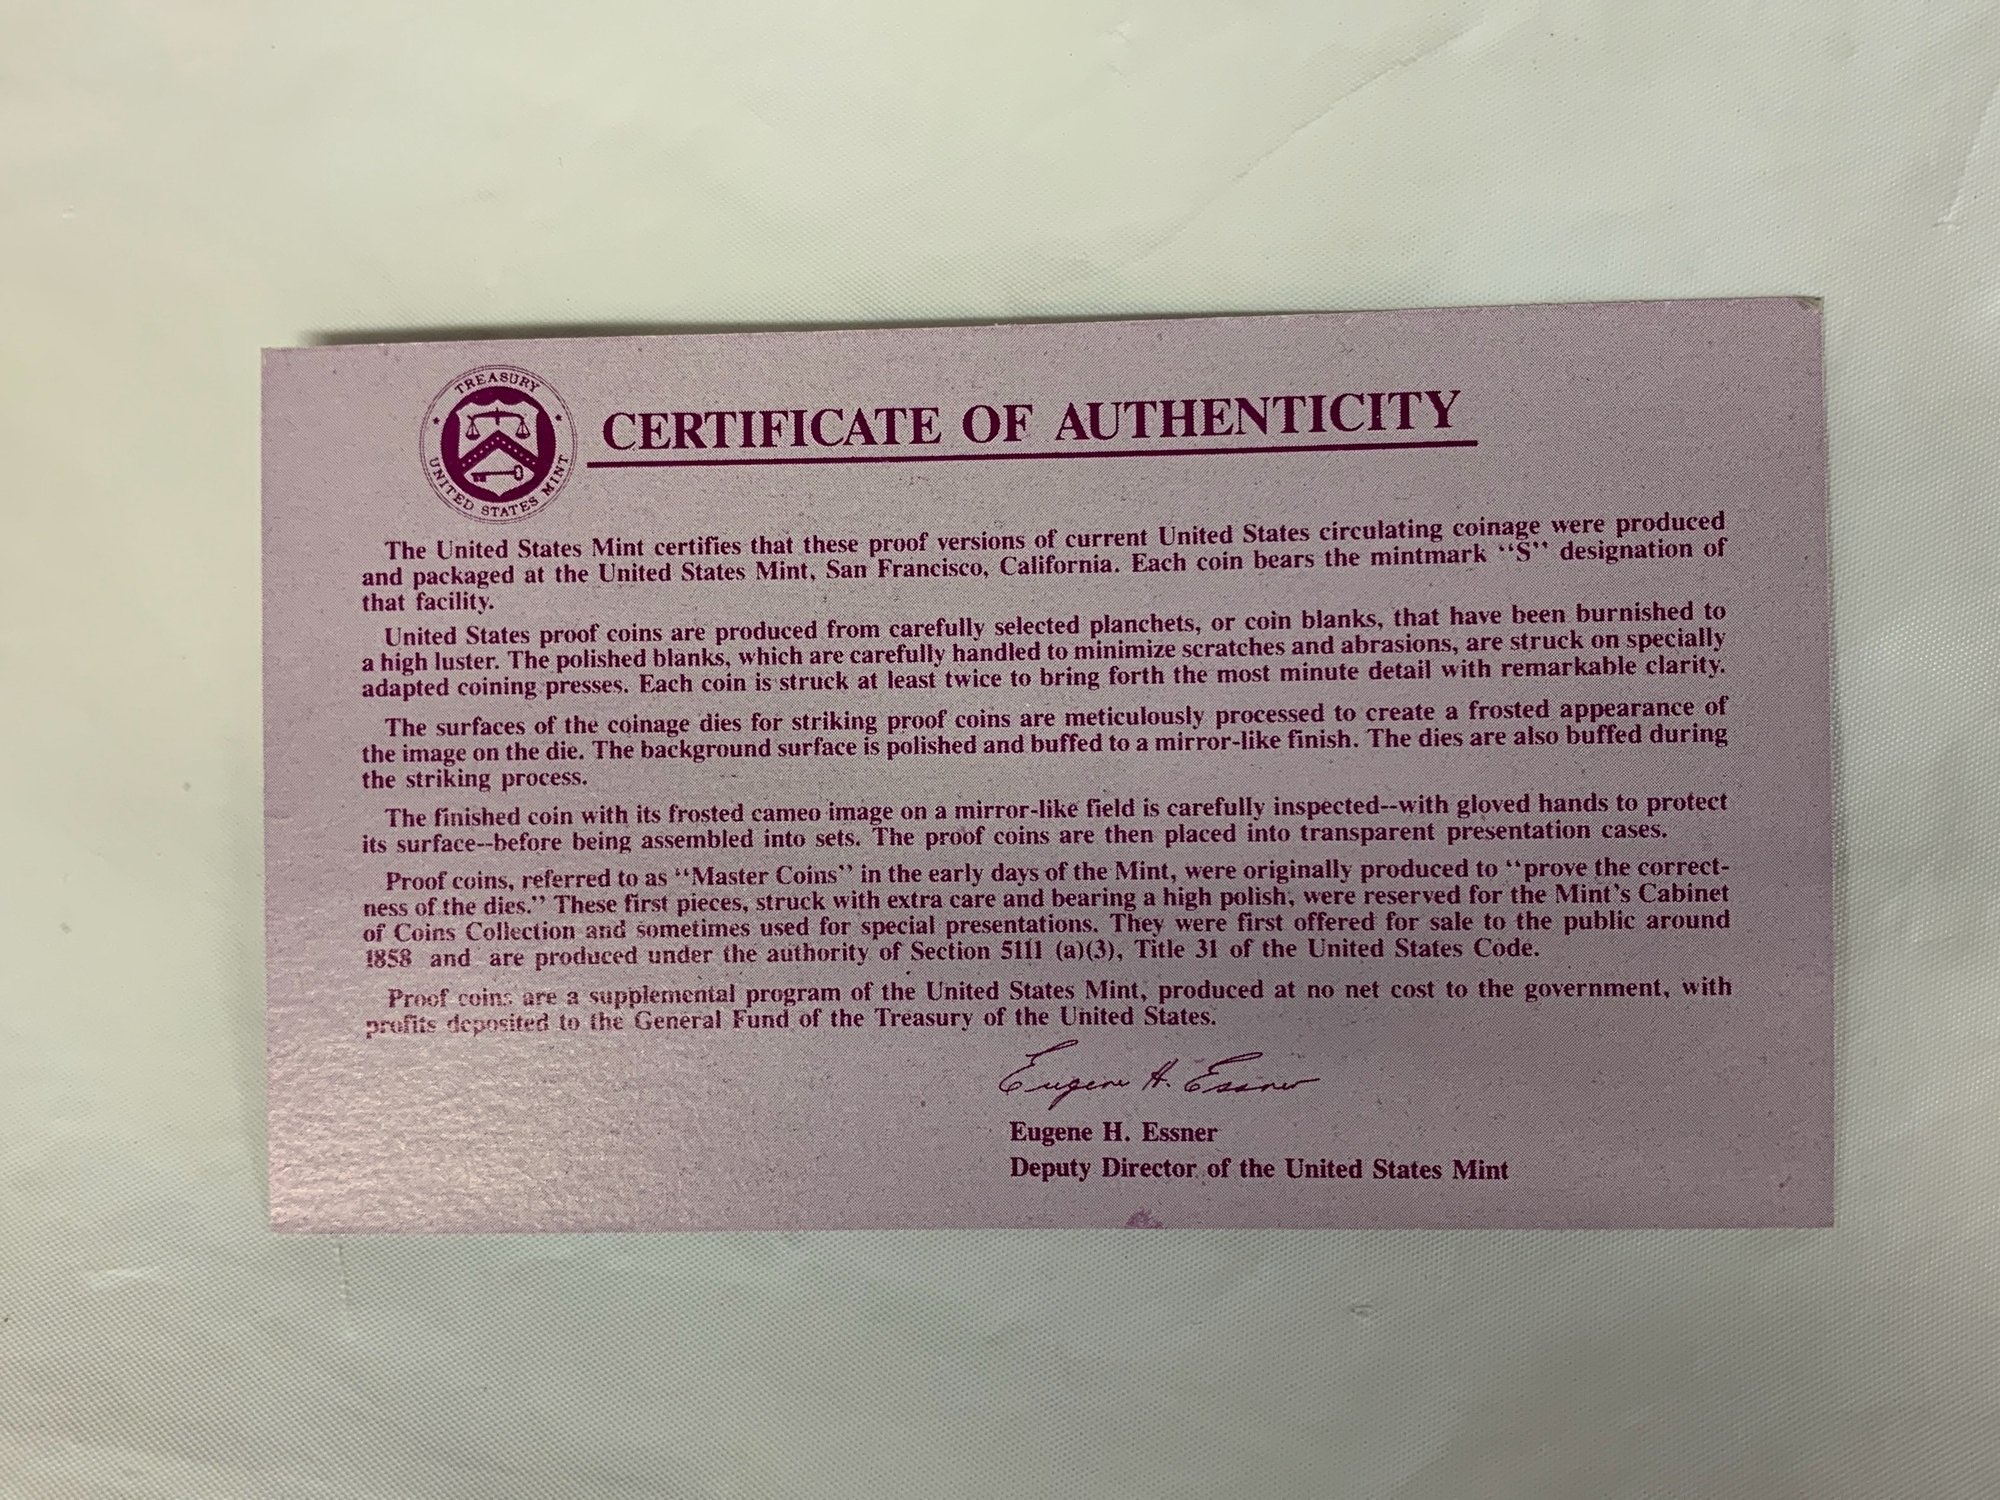 TREASURY
UNITED STATES MINT
CERTIFICATE OF AUTHENTICITY
The United States Mint certifies that these proof versions of current United States circulating coinage were produced
and packaged at the United States Mint, San Francisco, California. Each coin bears the mintmark "S" designation of
that facility.
United States proof coins are produced from carefully selected planchets, or coin blanks, that have been burnished to
a high luster. The polished blanks, which are carefully handled to minimize scratches and abrasions, are struck on specially
adapted coining presses. Each coin is struck at least twice to bring forth the most minute detail with remarkable clarity.
The surfaces of the coinage dies for striking proof coins are meticulously processed to create a frosted appearance of
the image on the die. The background surface is polished and buffed to a mirror-like finish. The dies are also buffed during
the striking process.
The finished coin with its frosted cameo image on a mirror-like field is carefully inspected--with gloved hands to protect
its surface--before being assembled into sets. The proof coins are then placed into transparent presentation cases.
Proof coins, referred to as "Master Coins" in the early days of the Mint, were originally produced to "prove the correct-
ness of the dies." These first pieces, struck with extra care and bearing a high polish, were reserved for the Mint's Cabinet
of Coins Collection and sometimes used for special presentations. They were first offered for sale to the public around
1858 and are produced under the authority of Section 5111 (a)(3), Title 31 of the United States Code.
Proof coins are a supplemental program of the United States Mint, produced at no net cost to the government, with
profits deposited to the General Fund of the Treasury of the United States.
Eugene H. Essner
Eugene H. Essner
Deputy Director of the United States Mint